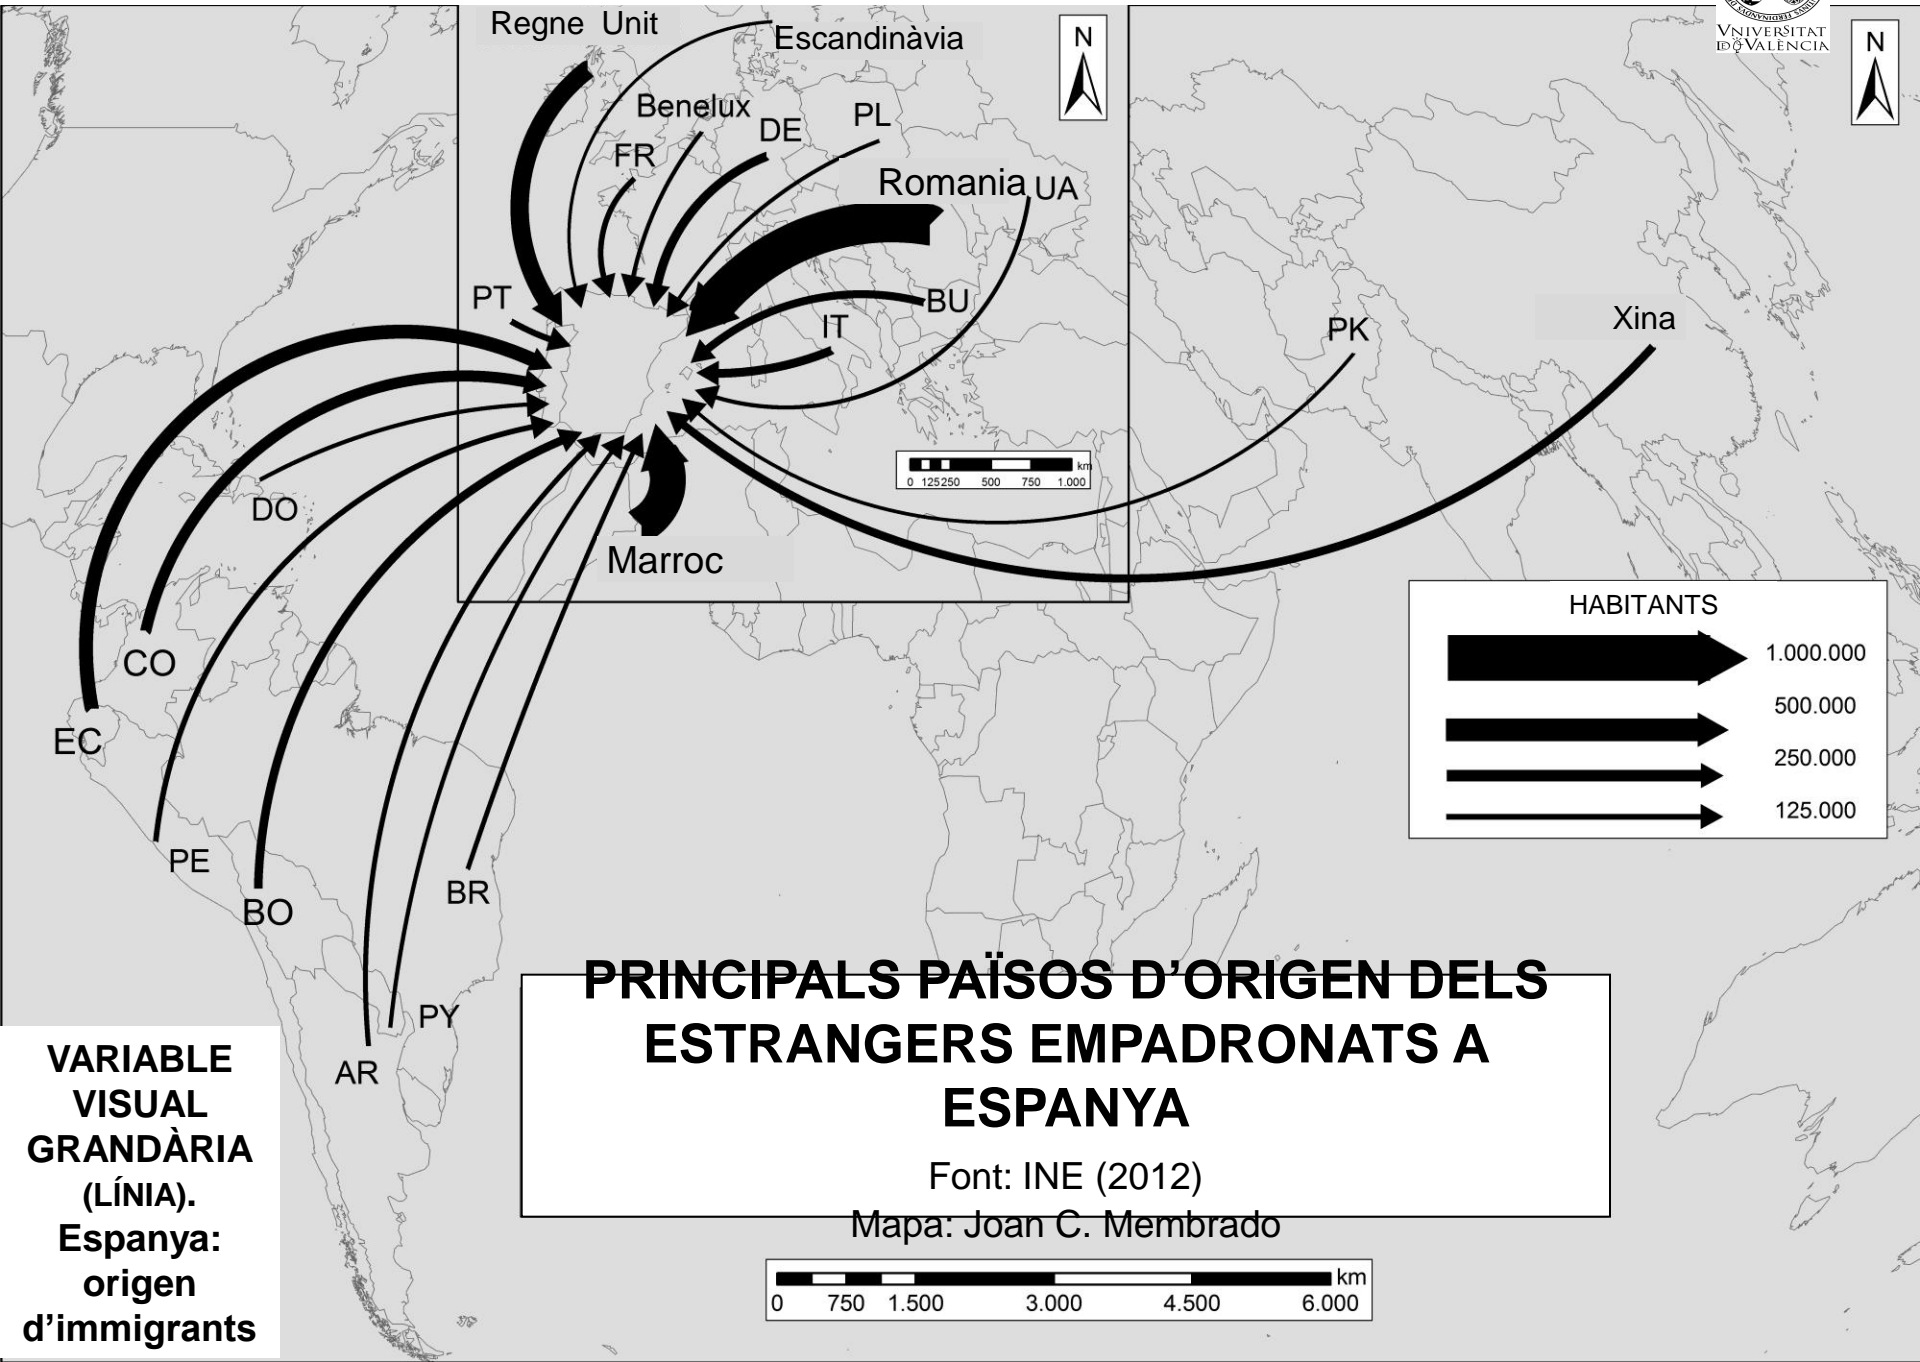 Regne Unit
Escandinàvia
N
VNIVERSITAT
DE VALÈNCIA
N
Benelux
DE
PL
FR
Romania
UA
PT
BU
IT
PK
Xina
km
0 125 250 500 750 1.000
DO
Marroc
CO
EC
PE
BO
BR
PY
AR
HABITANTS
1.000.000
500.000
250.000
125.000
PRINCIPALS PAÏSOS D’ORIGEN DELS
ESTRANGERS EMPADRONATS A
ESPANYA
Font: INE (2012)
Mapa: Joan C. Membrado
km
0 750 1.500 3.000 4.500 6.000
VARIABLE
VISUAL
GRANDÀRIA
(LÍNIA).
Espanya:
origen
d’immigrants